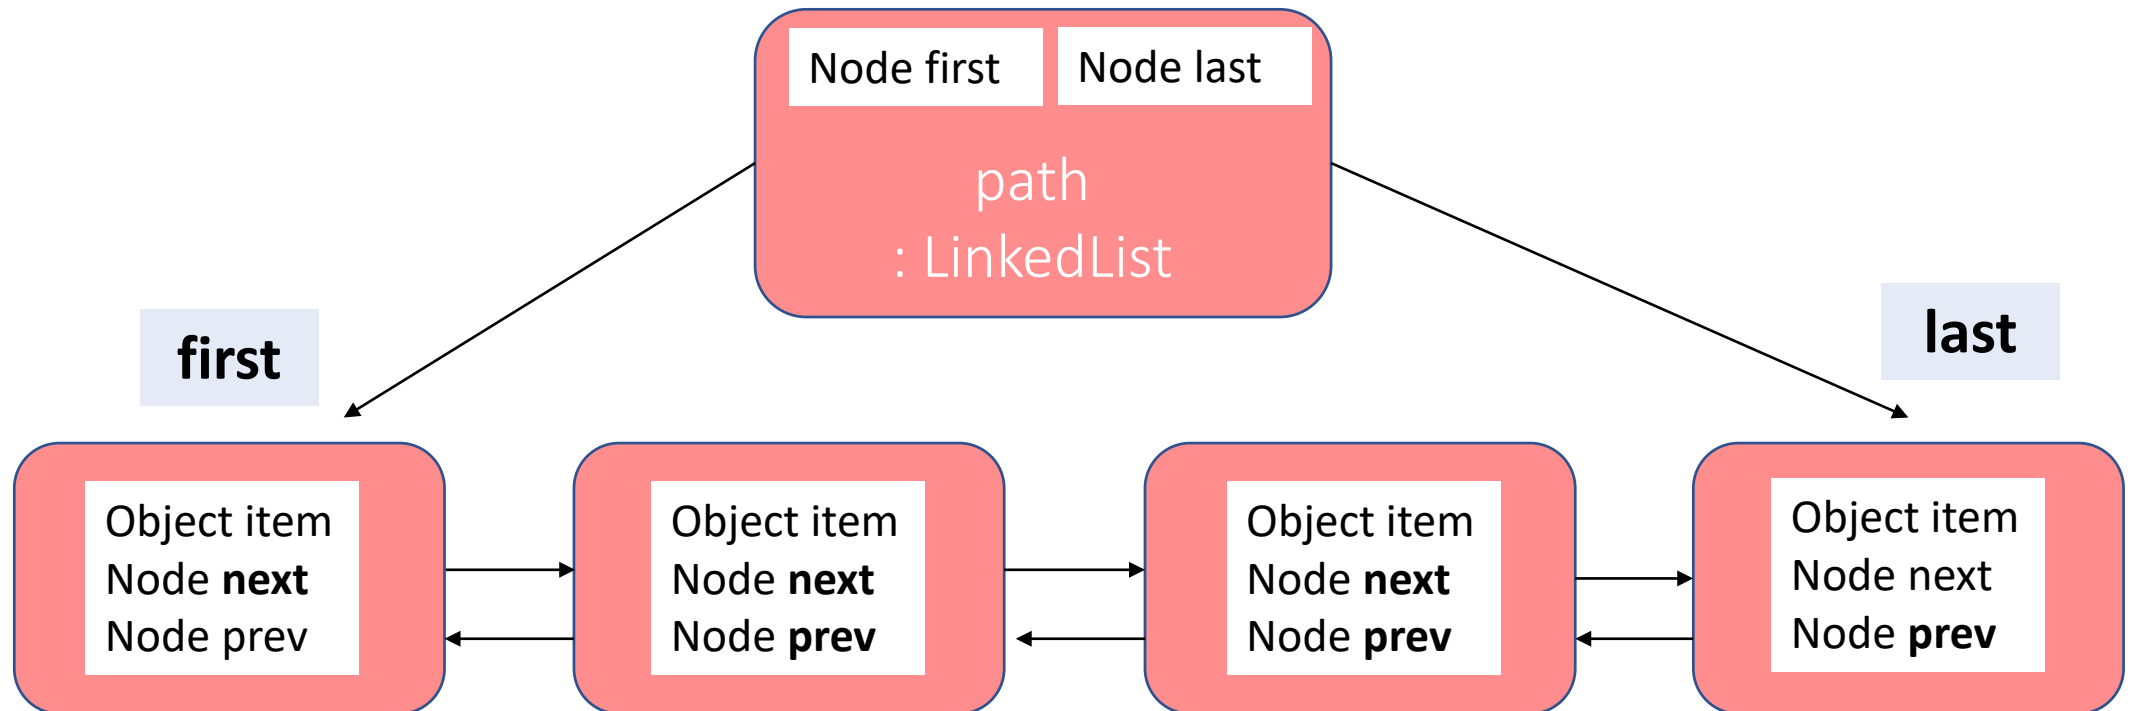 Node first
Node last
path
: LinkedList
first
last
Object item
Node next
Node prev
Object item
Node next
Node prev
Object item
Node next
Node prev
Object item
Node next
Node prev